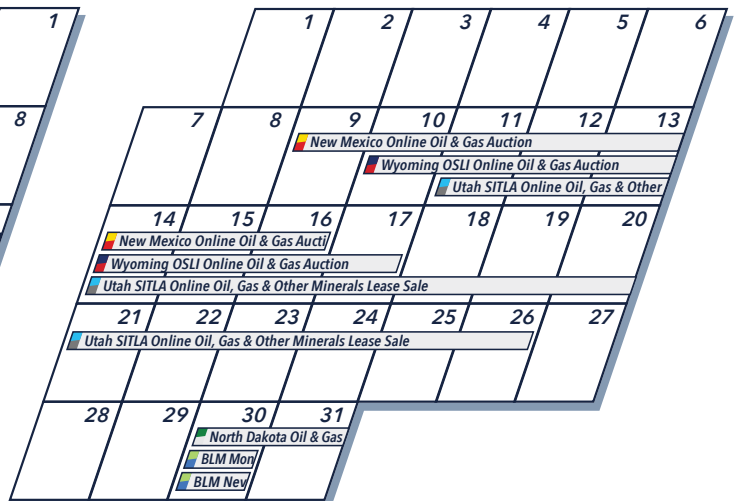 1
8
1 2 3 4 5 6
7 8 9 10 11 12 13
New Mexico Online Oil & Gas Auction
Wyoming OSLI Online Oil & Gas Auction
Utah SITLA Online Oil, Gas & Other
14 15 16 17 18 19 20
New Mexico Online Oil & Gas Aucti
Wyoming OSLI Online Oil & Gas Auction
Utah SITLA Online Oil, Gas & Other Minerals Lease Sale
21 22 23 24 25 26 27
Utah SITLA Online Oil, Gas & Other Minerals Lease Sale
28 29 30 31
North Dakota Oil & Gas
BLM Mon
BLM Nev